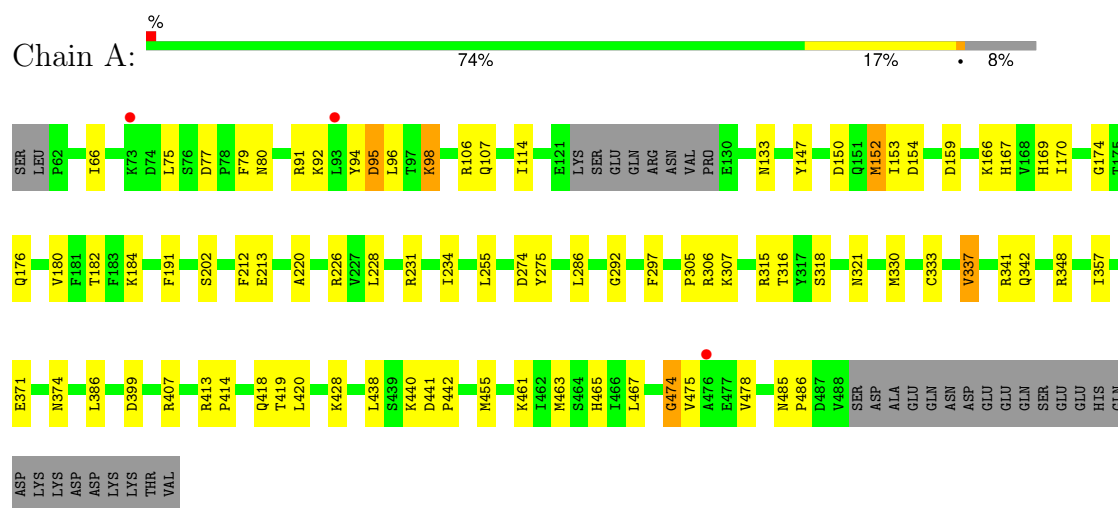 %
Chain A:
74% 17% • 8%
SER LEU P62 I66 K73 D74 L75 S76 D77 P78 F79 N80 R91 K92 L93 Y94 D95 L96 T97 K98 R106 Q107 I114 E121 LYS SER GLU GLN ARG ASN VAL PRO E130 N133 Y147 D150 Q151 M152 I153 D154 D159 K166 H167 V168 H169 I170 G174 T175
Q176 V180 F181 T182 F183 K184 F191 S202 F212 E213 A220 R226 V227 L228 R231 I234 L255 D274 Y275 L286 G292 F297 P305 R306 K307 R315 T316 Y317 S318 N321 M330 C333 V337 R341 Q342 R348 I357
E371 N374 L386 D399 R407 R413 P414 Q418 T419 L420 K428 L438 S439 K440 D441 P442 M455 K461 I462 M463 S464 H465 I466 L467 G474 V475 A476 E477 V478 N485 P486 D487 V488 SER ASP ALA GLU GLN ASN ASP GLU GLU GLN SER GLU GLU HIS GLN
ASP LYS LYS ASP ASP LYS LYS THR VAL